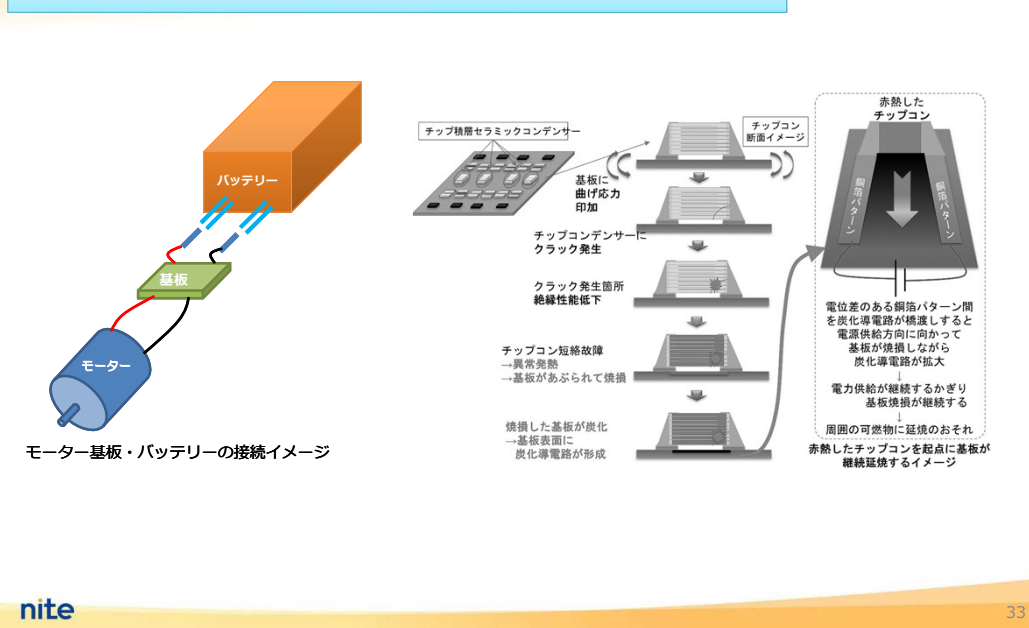 バッテリー
基板
モーター
モーター基板・バッテリーの接続イメージ
チップ積層セラミックコンデンサー
チップコン
断面イメージ
基板に
曲げ応力
印加
チップコンデンサーに
クラック発生
クラック発生箇所
絶縁性能低下
チップコン短絡故障
→異常発熱
→基板があぶられて焼損
焼損した基板が炭化
→基板表面に
炭化導電路が形成
赤熱した
チップコン
銅箔パターン
銅箔パターン
電位差のある銅箔パターン間
を炭化導電路が橋渡しすると
電源供給方向に向かって
基板が焼損しながら
炭化導電路が拡大
↓
電力供給が継続するかぎり
基板焼損が継続する
↓
周囲の可燃物に延焼のおそれ
赤熱したチップコンを起点に基板が
継続延焼するイメージ
nite
33